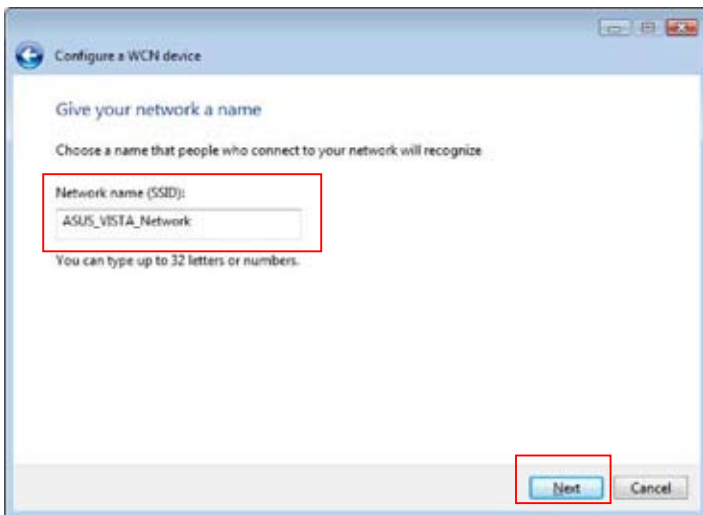 Configure a WCN device
Give your network a name
Choose a name that people who connect to your network will recognize
Network name (SSID):
ASUS_VISTA_Network
You can type up to 32 letters or numbers.
Next Cancel